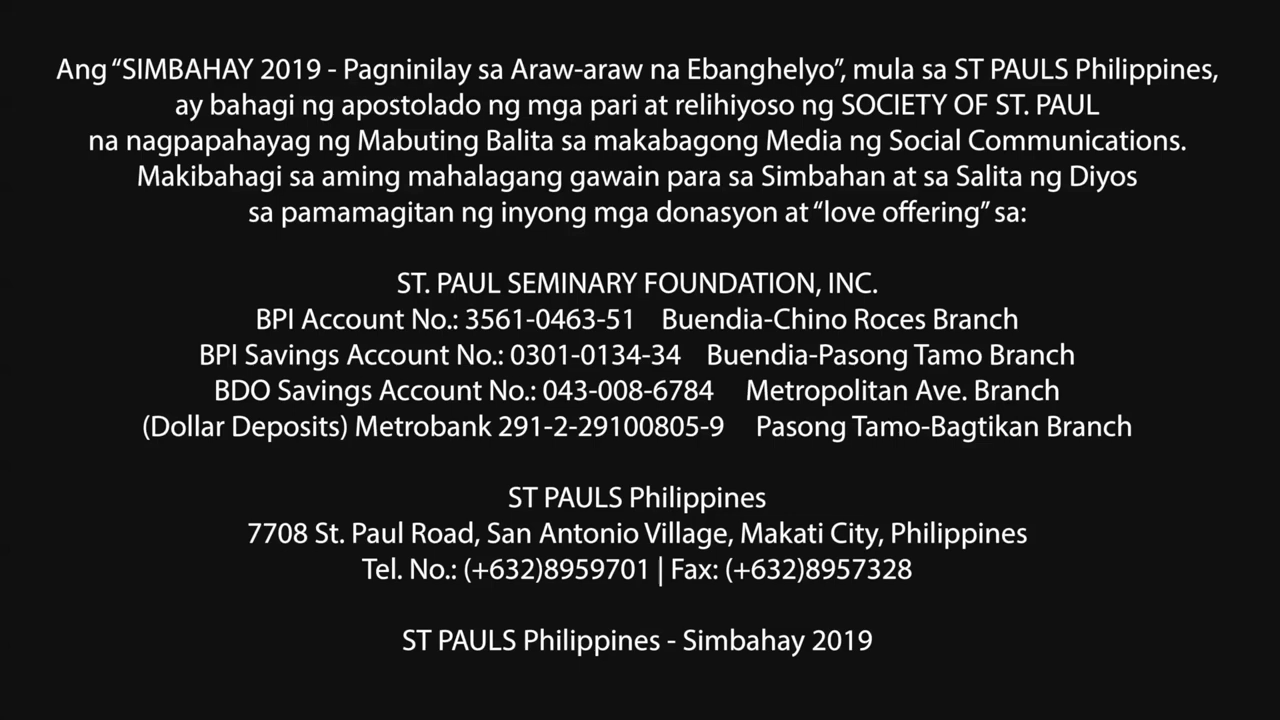 Ang “SIMBAHAY 2019 - Pagninilay sa Araw-araw na Ebanghelyo”, mula sa ST PAULS Philippines,
ay bahagi ng apostolado ng mga pari at relihiyoso ng SOCIETY OF ST. PAUL
na nagpapahayag ng Mabuting Balita sa makabagong Media ng Social Communications.
Makibahagi sa aming mahalagang gawain para sa Simbahan at sa Salita ng Diyos
sa pamamagitan ng inyong mga donasyon at “love offering” sa:
ST. PAUL SEMINARY FOUNDATION, INC.
BPI Account No.: 3561-0463-51 Buendia-Chino Roces Branch
BPI Savings Account No.: 0301-0134-34 Buendia-Pasong Tamo Branch
BDO Savings Account No.: 043-008-6784 Metropolitan Ave. Branch
(Dollar Deposits) Metrobank 291-2-29100805-9 Pasong Tamo-Bagtikan Branch
ST PAULS Philippines
7708 St. Paul Road, San Antonio Village, Makati City, Philippines
Tel. No.: (+632)8959701 | Fax: (+632)8957328
ST PAULS Philippines - Simbahay 2019